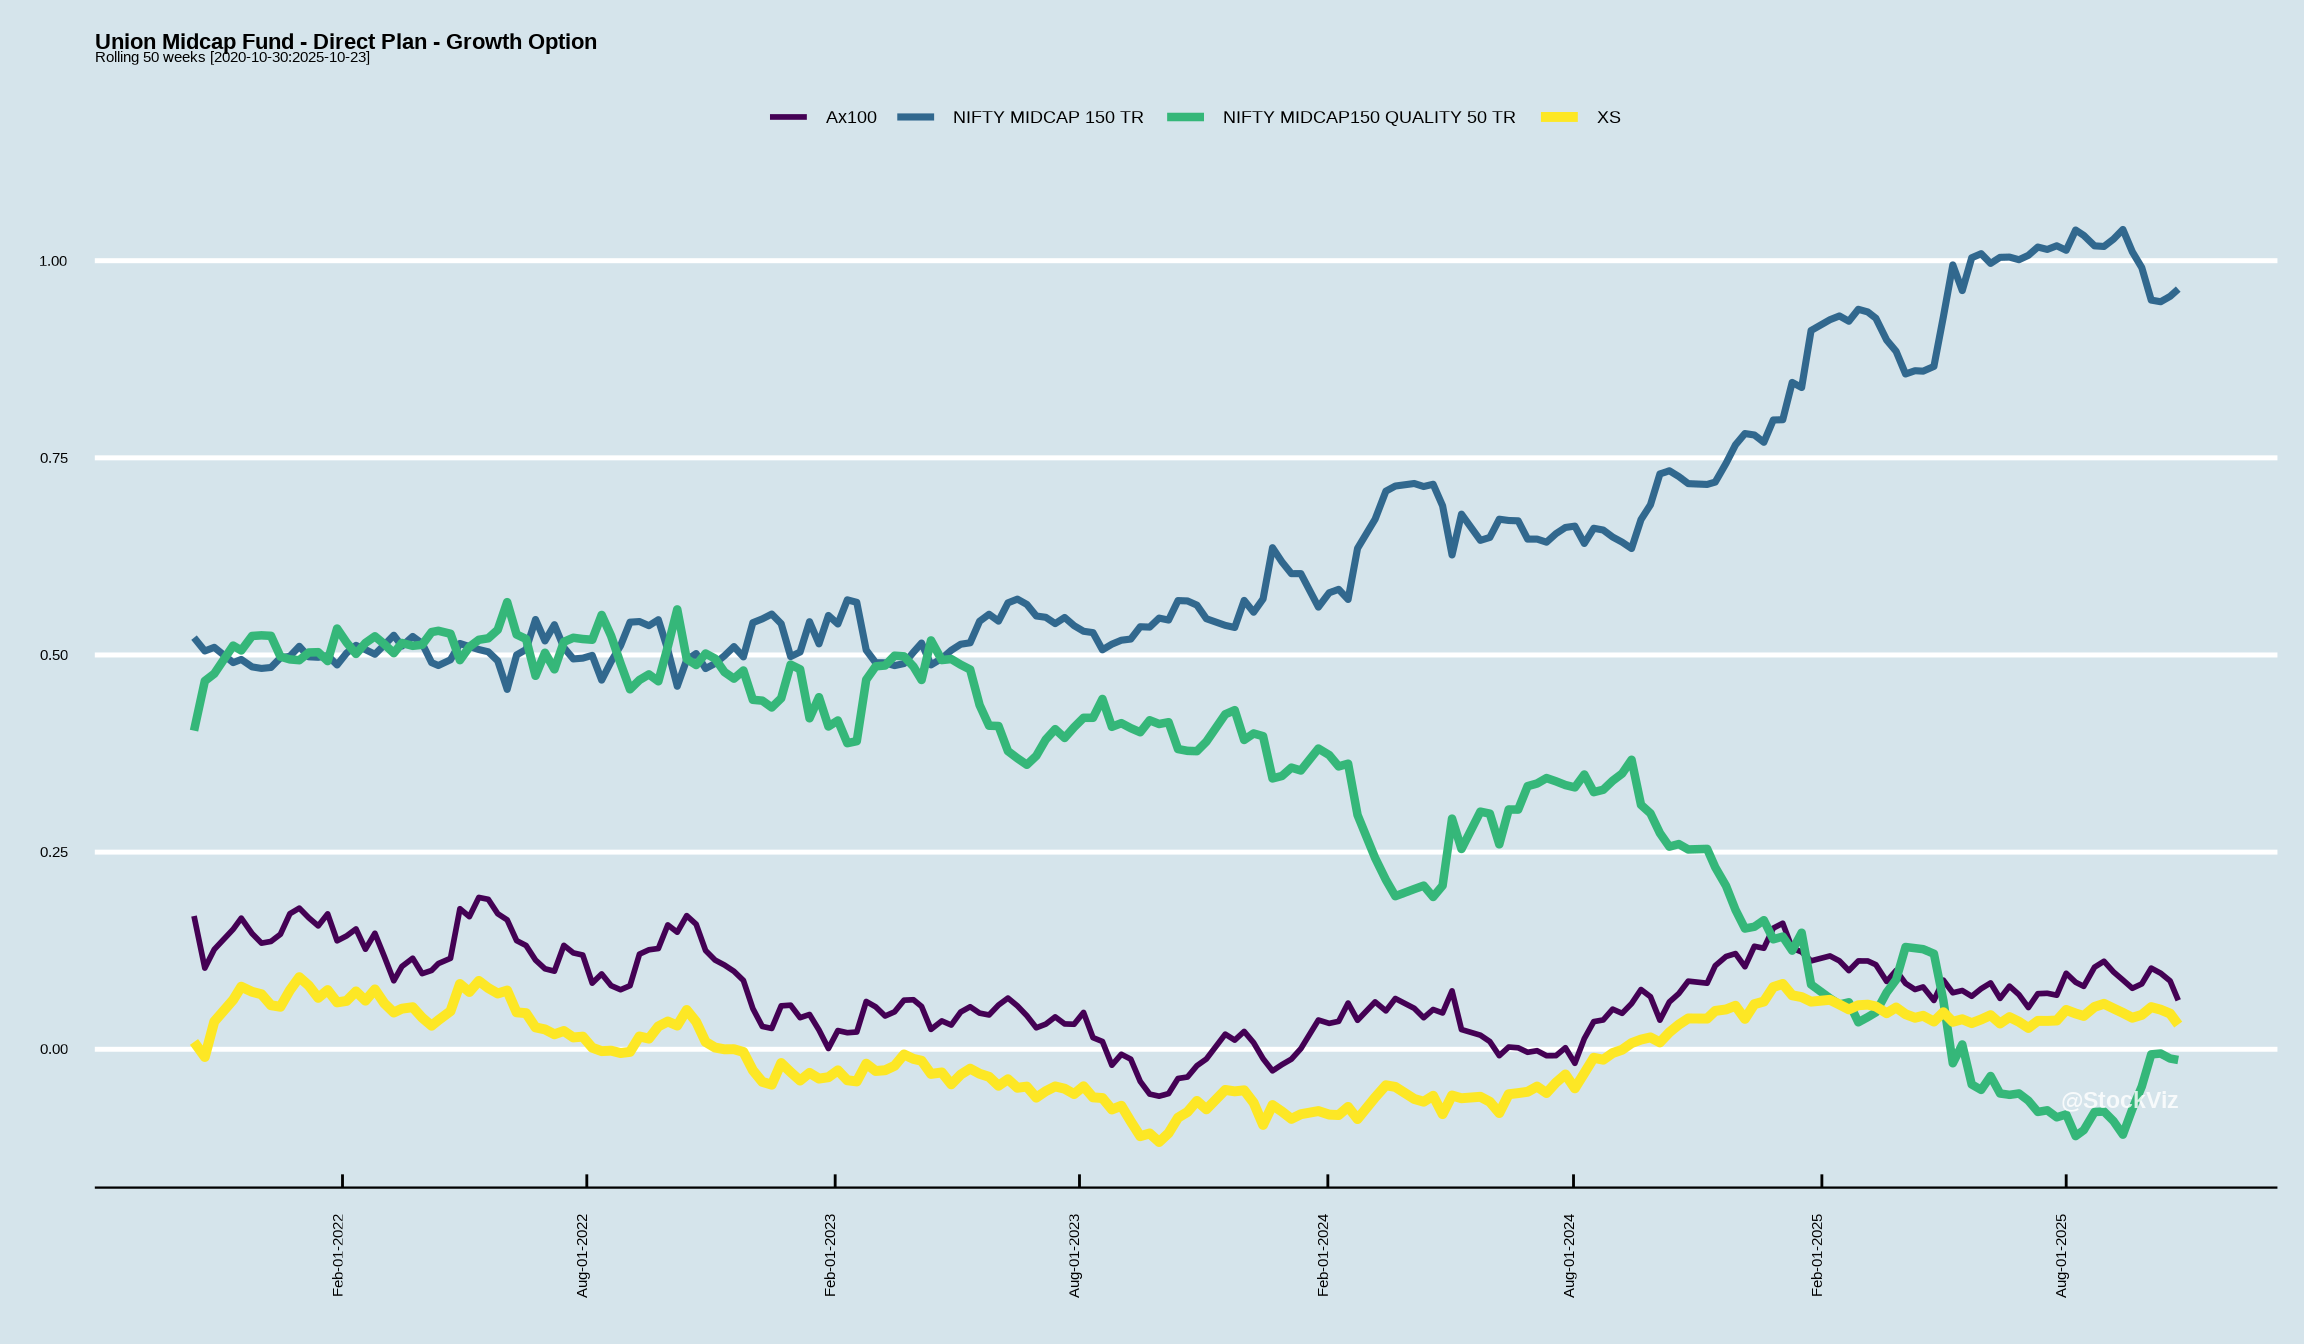 Union Midcap Fund - Direct Plan - Growth Option
Rolling 50 weeks [2020-10-30:2025-10-23]
Ax100 NIFTY MIDCAP 150 TR NIFTY MIDCAP150 QUALITY 50 TR XS
1.00
0.75
0.50
0.25
0.00
@StockViz
Feb-01-2022 Aug-01-2022 Feb-01-2023 Aug-01-2023 Feb-01-2024 Aug-01-2024 Feb-01-2025 Aug-01-2025